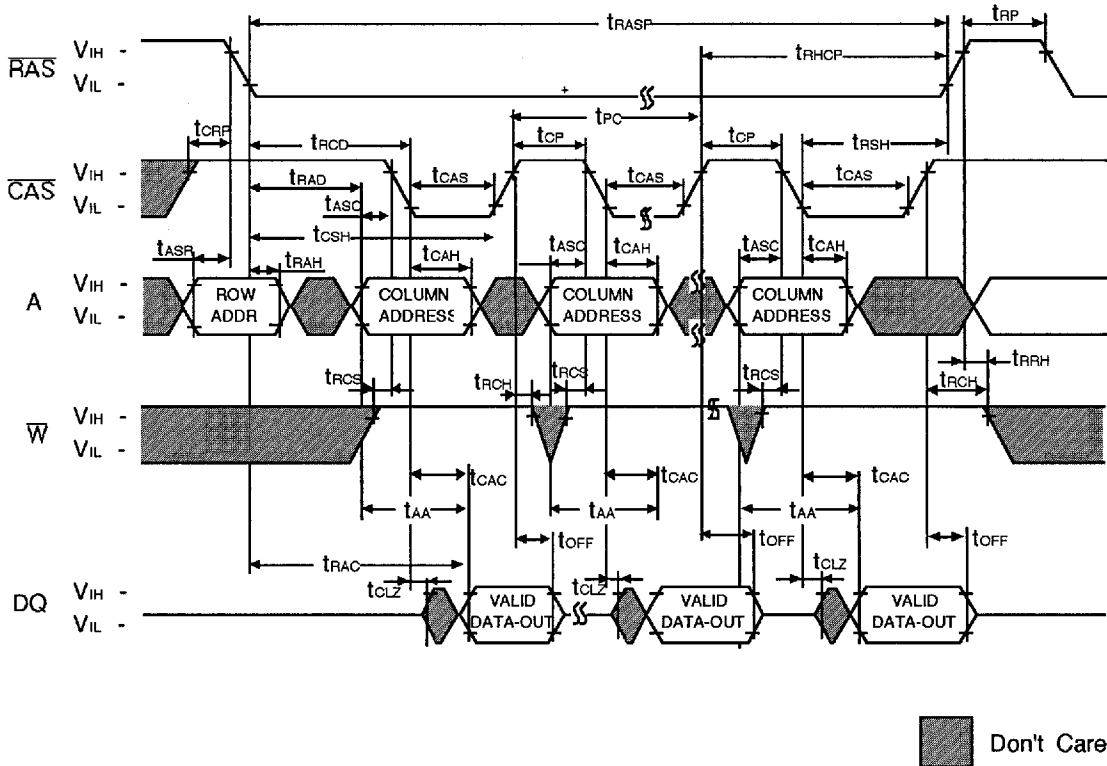 tRASP
tRP
RAS
VIH -
VIL -
tRHCP
tCRP
tRCD
tCP
tPC
tCP
tRSH
CAS
VIH -
VIL -
tRAD
tCAS
tCAS
tCAS
tASC
tCSH
tASR
tRAH
tCAH
tASC
tCAH
tASC
tCAH
A
VIH -
VIL -
ROW ADDR
COLUMN ADDRESS
COLUMN ADDRESS
COLUMN ADDRESS
tRCS
tRCH
tRCS
tRCS
tRCH
tRRH
W
VIH -
VIL -
tCAC
tCAC
tCAC
tAA
tAA
tAA
tOFF
tOFF
tOFF
tRAC
tCLZ
tCLZ
tCLZ
DQ
VIH -
VIL -
VALID DATA-OUT
VALID DATA-OUT
VALID DATA-OUT
Don't Care